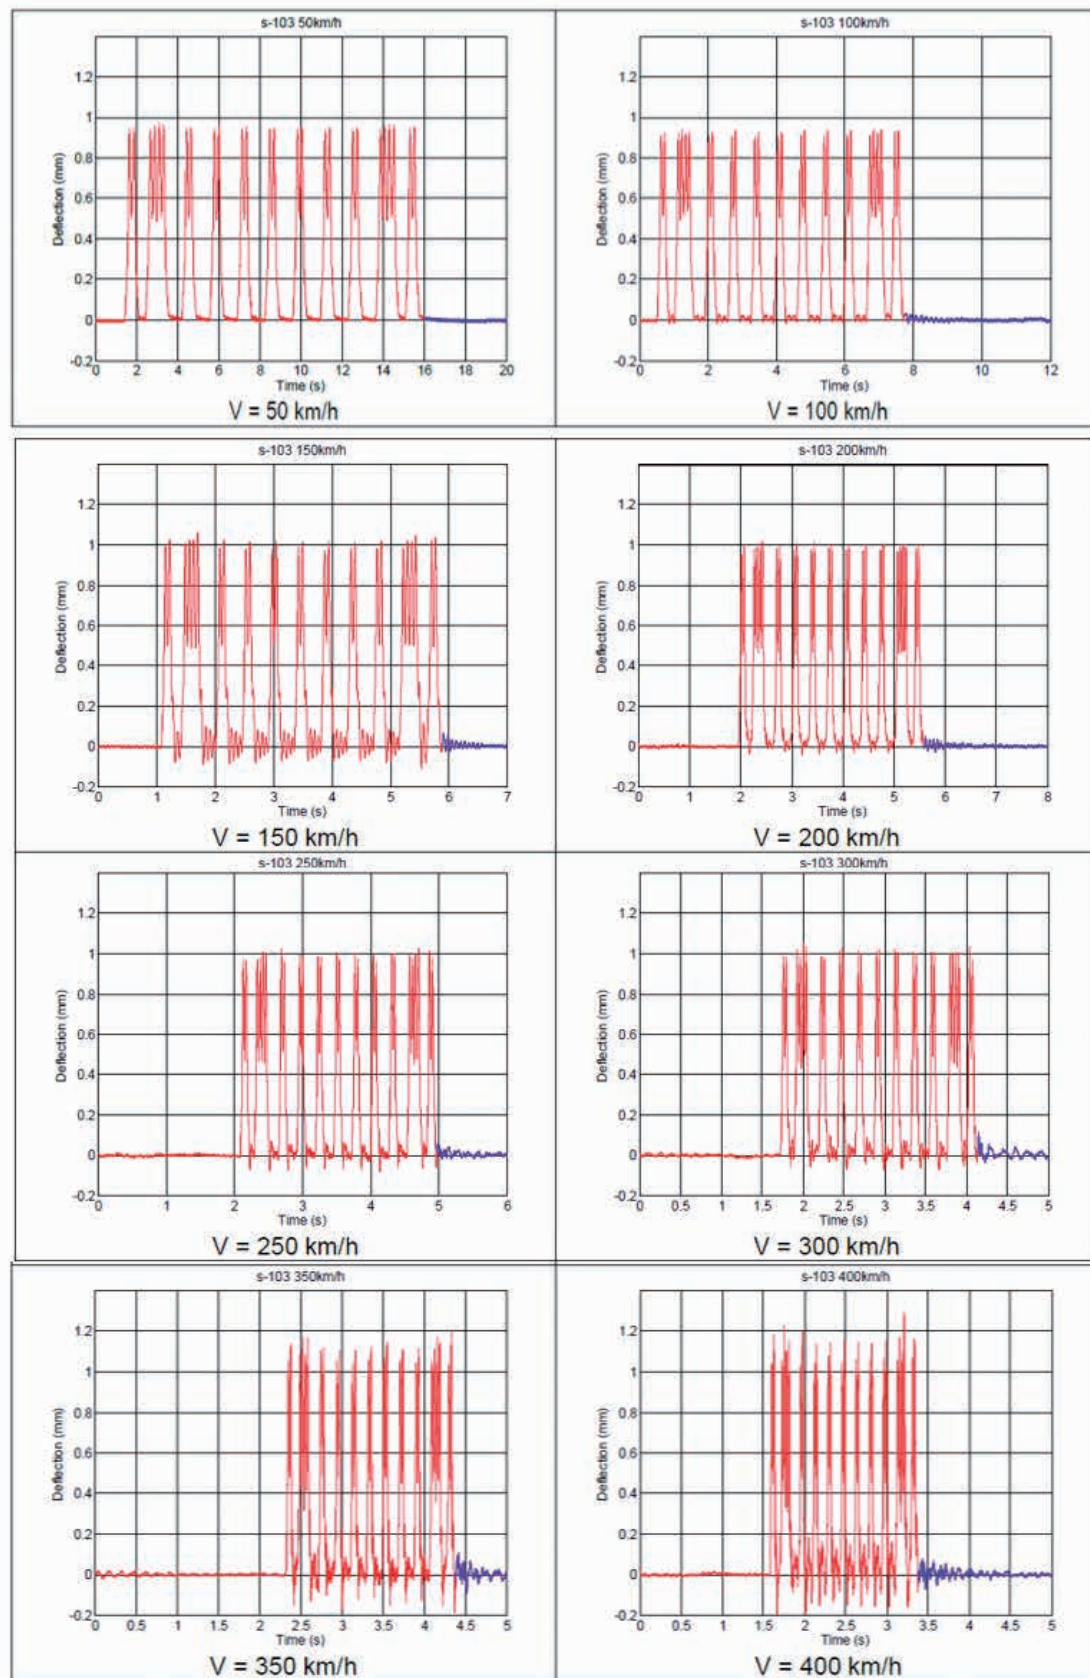 s-103 50km/h
1.2
1
0.8
0.6
0.4
0.2
0
-0.2
Deflection (mm)
0 2 4 6 8 10 12 14 16 18 20
Time (s)
V = 50 km/h
s-103 100km/h
1.2
1
0.8
0.6
0.4
0.2
0
-0.2
Deflection (mm)
0 2 4 6 8 10 12
Time (s)
V = 100 km/h
s-103 150km/h
1.2
1
0.8
0.6
0.4
0.2
0
-0.2
Deflection (mm)
0 1 2 3 4 5 6 7
Time (s)
V = 150 km/h
s-103 200km/h
1.2
1
0.8
0.6
0.4
0.2
0
-0.2
Deflection (mm)
0 1 2 3 4 5 6 7 8
Time (s)
V = 200 km/h
s-103 250km/h
1.2
1
0.8
0.6
0.4
0.2
0
-0.2
Deflection (mm)
0 1 2 3 4 5 6
Time (s)
V = 250 km/h
s-103 300km/h
1.2
1
0.8
0.6
0.4
0.2
0
-0.2
Deflection (mm)
0 0.5 1 1.5 2 2.5 3 3.5 4 4.5 5
Time (s)
V = 300 km/h
s-103 350km/h
1.2
1
0.8
0.6
0.4
0.2
0
-0.2
Deflection (mm)
0 0.5 1 1.5 2 2.5 3 3.5 4 4.5 5
Time (s)
V = 350 km/h
s-103 400km/h
1.2
1
0.8
0.6
0.4
0.2
0
-0.2
Deflection (mm)
0 0.5 1 1.5 2 2.5 3 3.5 4 4.5 5
Time (s)
V = 400 km/h